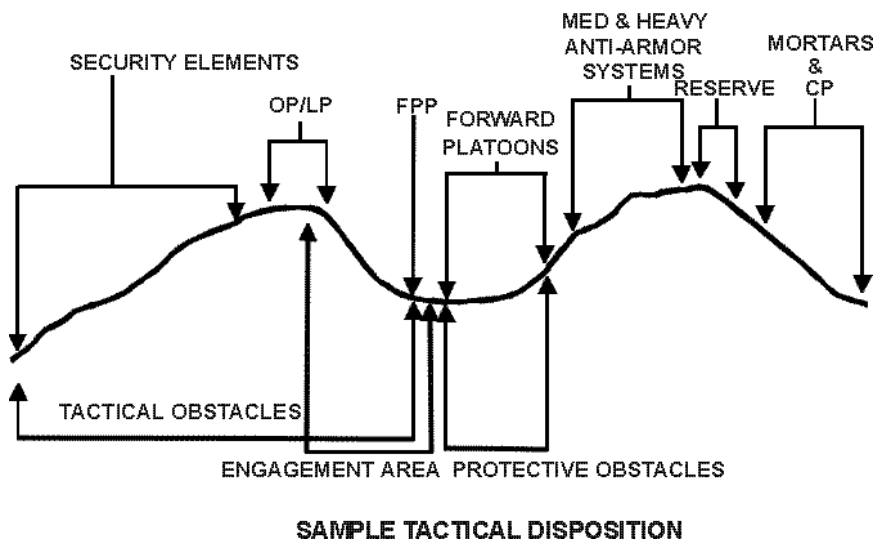 MED & HEAVY
ANTI-ARMOR
SYSTEMS
MORTARS
&
CP
SECURITY ELEMENTS
RESERVE
OP/LP
FPP
FORWARD
PLATOONS
TACTICAL OBSTACLES
ENGAGEMENT AREA
PROTECTIVE OBSTACLES
SAMPLE TACTICAL DISPOSITION